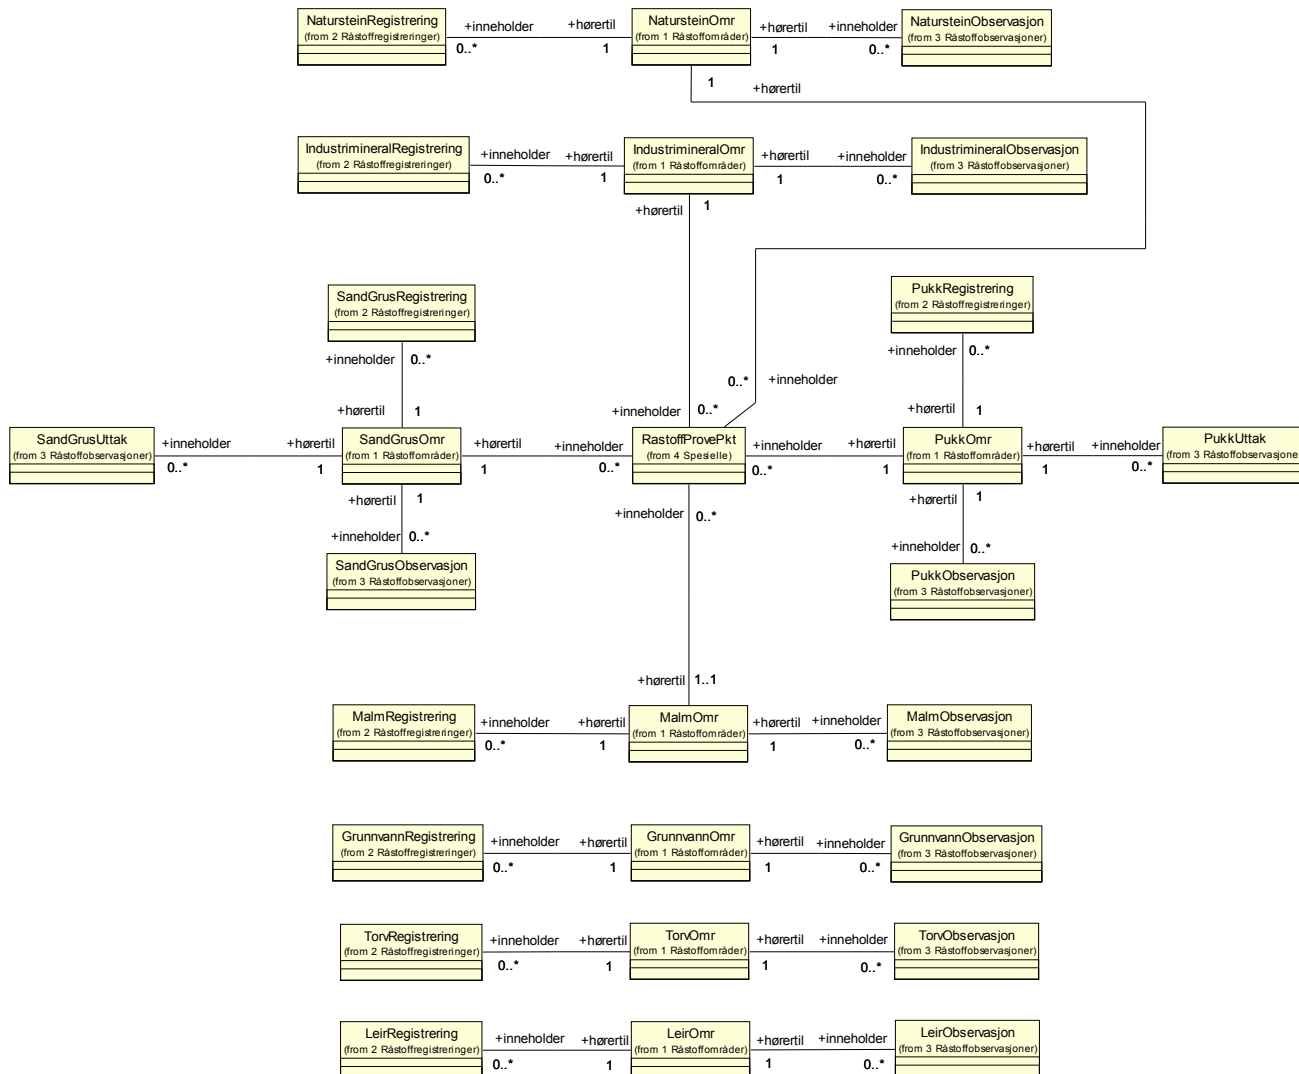 NatursteinRegistrering
(from 2 Råstoffregistreringer)
+inneholder
0..*
+hørertil
1
NatursteinOmr
(from 1 Råstoffområder)
+hørertil
1
+inneholder
0..*
NatursteinObservasjon
(from 3 Råstoffobservasjoner)
1
+hørertil
IndustrimineralRegistrering
(from 2 Råstoffregistreringer)
+inneholder
0..*
+hørertil
1
IndustrimineralOmr
(from 1 Råstoffområder)
+hørertil
1
+inneholder
0..*
IndustrimineralObservasjon
(from 3 Råstoffobservasjoner)
+hørertil
1
SandGrusRegistrering
(from 2 Råstoffregistreringer)
+inneholder
0..*
PukkRegistrering
(from 2 Råstoffregistreringer)
+inneholder
0..*
0..*
+inneholder
+inneholder
0..*
+hørertil
1
+hørertil
1
SandGrusUttak
(from 3 Råstoffobservasjoner)
+inneholder
0..*
+hørertil
1
SandGrusOmr
(from 1 Råstoffområder)
+hørertil
1
+inneholder
0..*
RastoffProvePkt
(from 4 Spesielle)
+inneholder
0..*
+hørertil
1
PukkOmr
(from 1 Råstoffområder)
+hørertil
1
+inneholder
0..*
PukkUttak
(from 3 Råstoffobservasjone
+hørertil
1
+inneholder
0..*
SandGrusObservasjon
(from 3 Råstoffobservasjoner)
+inneholder
0..*
+hørertil
1
+inneholder
0..*
PukkObservasjon
(from 3 Råstoffobservasjoner)
+hørertil
1..1
MalmRegistrering
(from 2 Råstoffregistreringer)
+inneholder
0..*
+hørertil
1
MalmOmr
(from 1 Råstoffområder)
+hørertil
1
+inneholder
0..*
MalmObservasjon
(from 3 Råstoffobservasjoner)
GrunnvannRegistrering
(from 2 Råstoffregistreringer)
+inneholder
0..*
+hørertil
1
GrunnvannOmr
(from 1 Råstoffområder)
+hørertil
1
+inneholder
0..*
GrunnvannObservasjon
(from 3 Råstoffobservasjoner)
TorvRegistrering
(from 2 Råstoffregistreringer)
+inneholder
0..*
+hørertil
1
TorvOmr
(from 1 Råstoffområder)
+hørertil
1
+inneholder
0..*
TorvObservasjon
(from 3 Råstoffobservasjoner)
LeirRegistrering
(from 2 Råstoffregistreringer)
+inneholder
0..*
+hørertil
1
LeirOmr
(from 1 Råstoffområder)
+hørertil
1
+inneholder
0..*
LeirObservasjon
(from 3 Råstoffobservasjoner)